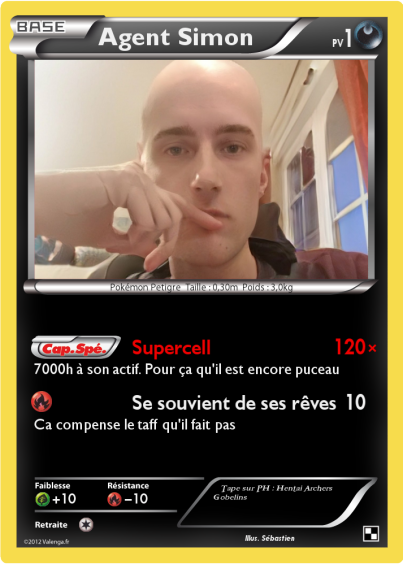 BASE Agent Simon PV 1
Pokémon Petigre Taille : 0,30m Poids : 3,0kg
Cap. Spé. Supercell 120×
7000h à son actif. Pour ça qu'il est encore puceau
Se souvient de ses rêves 10
Ca compense le taff qu'il fait pas
Faiblesse Résistance
+10 −10
Tape sur PH : Hentai Archers
Gobelins
Retraite
©2012 Valenga.fr
Illus. Sébastien